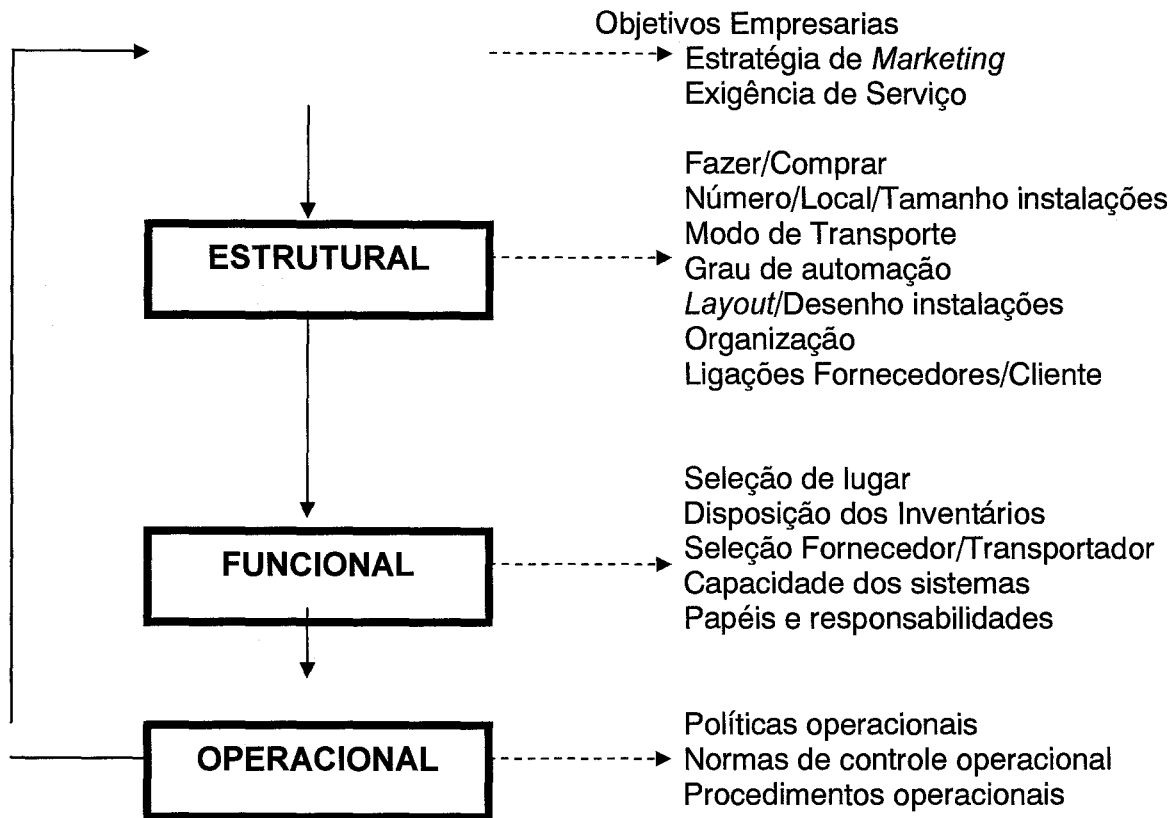 Objetivos Empresarias
Estratégia de Marketing
Exigência de Serviço
Fazer/Comprar
Número/Local/Tamanho instalações
ESTRUTURAL
Modo de Transporte
Grau de automação
Layout/Desenho instalações
Organização
Ligações Fornecedores/Cliente
Seleção de lugar
Disposição dos Inventários
FUNCIONAL
Seleção Fornecedor/Transportador
Capacidade dos sistemas
Papéis e responsabilidades
Políticas operacionais
OPERACIONAL
Normas de controle operacional
Procedimentos operacionais